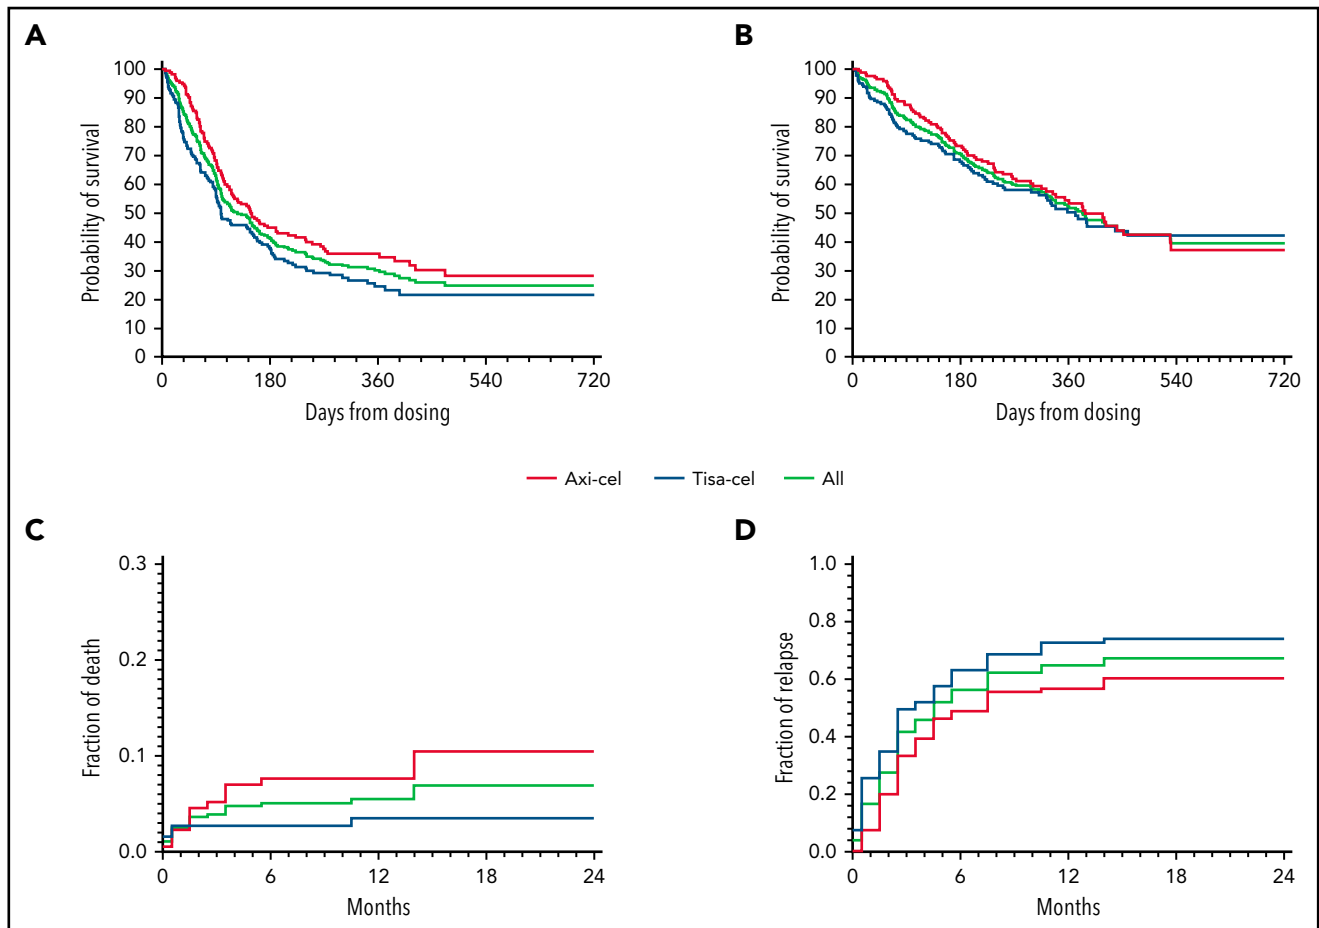 A
B
Probability of survival
100
90
80
70
60
50
40
30
20
10
0
0 180 360 540 720
Days from dosing
Probability of survival
100
90
80
70
60
50
40
30
20
10
0
0 180 360 540 720
Days from dosing
Axi-cel Tisa-cel All
C
D
Fraction of death
0.3
0.2
0.1
0.0
0 6 12 18 24
Months
Fraction of relapse
1.0
0.8
0.6
0.4
0.2
0.0
0 6 12 18 24
Months